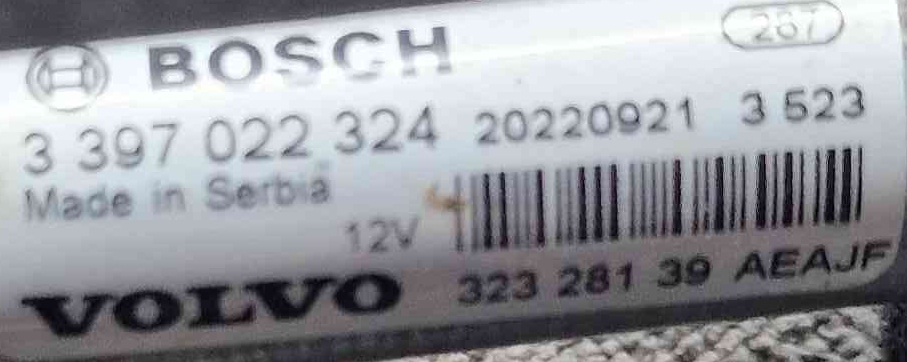 BOSCH 287
3 397 022 324 20220921 3 523
Made in Serbia
12V
VOLVO 323 281 39 AEAJF